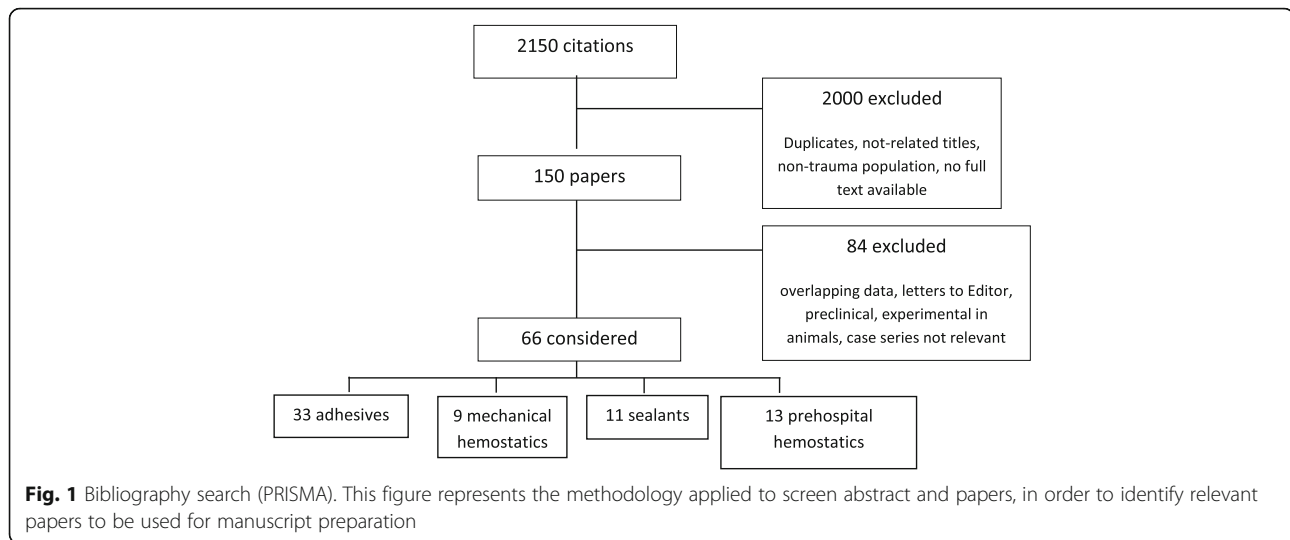 2150 citations
2000 excluded
Duplicates, not-related titles,
non-trauma population, no full
text available
150 papers
84 excluded
overlapping data, letters to Editor,
preclinical, experimental in
animals, case series not relevant
66 considered
33 adhesives
9 mechanical
hemostatics
11 sealants
13 prehospital
hemostatics
Fig. 1 Bibliography search (PRISMA). This figure represents the methodology applied to screen abstract and papers, in order to identify relevant
papers to be used for manuscript preparation